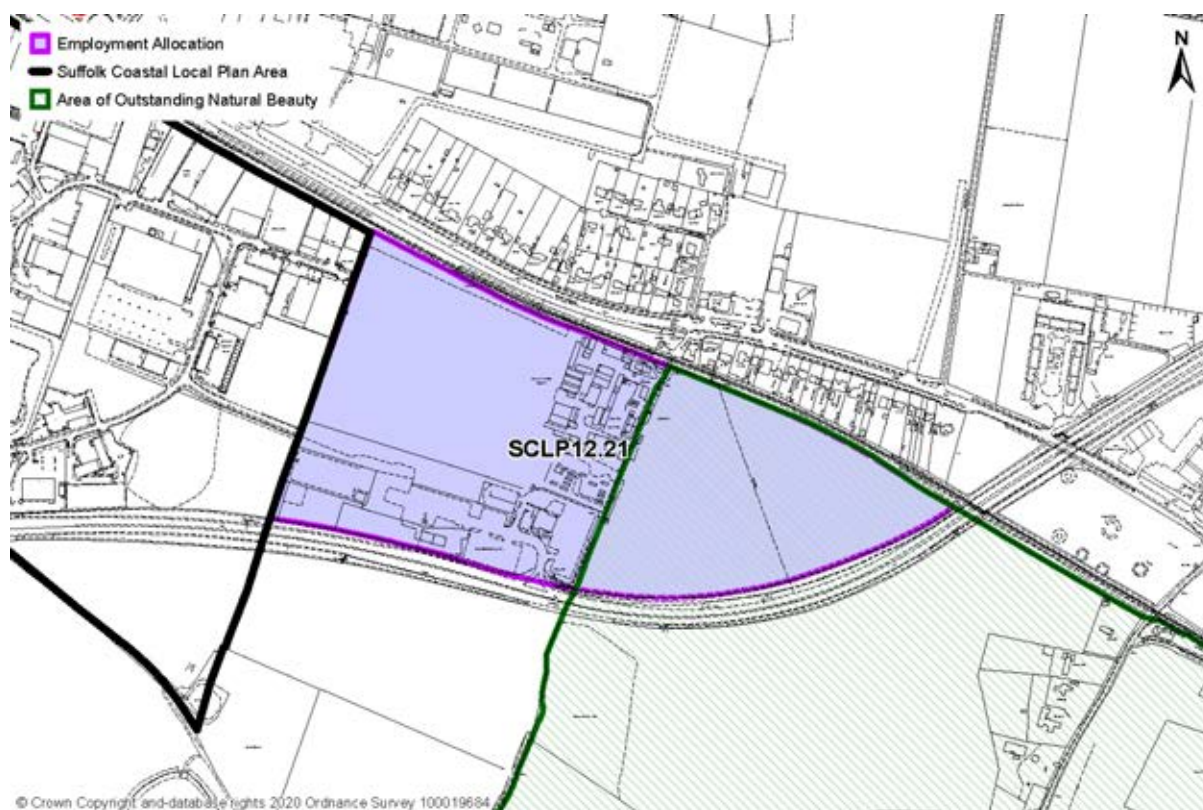 Employment Allocation
Suffolk Coastal Local Plan Area
Area of Outstanding Natural Beauty
N
SCLP12.21
© Crown Copyright and database rights 2020 Ordnance Survey 100019684